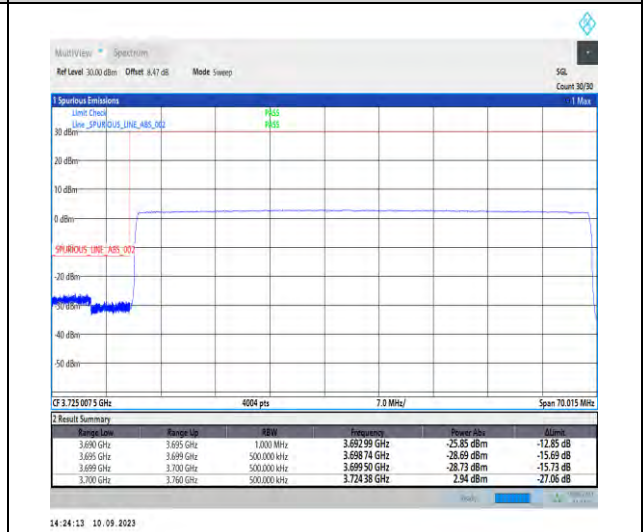 MultiView Spectrum
Ref Level 30.00 dBm Offset 8.47 dB Mode Sweep SGL
Count 30/30
1 Spurious Emissions 1 Max
Limit Check PASS
Line _SPURIOUS_LINE_ABS_002 PASS
30 dBm
20 dBm
10 dBm
0 dBm
_SPURIOUS_LINE_ABS_002
-20 dBm
-30 dBm
-40 dBm
-50 dBm
CF 3.725 007 5 GHz 4004 pts 7.0 MHz/ Span 70.015 MHz
2 Result Summary
Range Low Range Up RBW Frequency Power Abs ΔLimit
3.690 GHz 3.695 GHz 1.000 MHz 3.692 99 GHz -25.85 dBm -12.85 dB
3.695 GHz 3.699 GHz 500.000 kHz 3.698 74 GHz -28.69 dBm -15.69 dB
3.699 GHz 3.700 GHz 500.000 kHz 3.699 50 GHz -28.73 dBm -15.73 dB
3.700 GHz 3.760 GHz 500.000 kHz 3.724 38 GHz 2.94 dBm -27.06 dB
14:24:13 10.09.2023